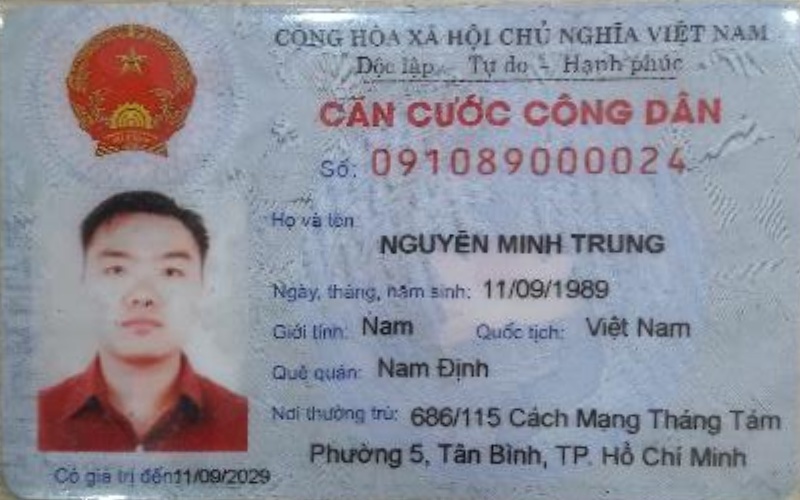 CỘNG HÒA XÃ HỘI CHỦ NGHĨA VIỆT NAM
Độc lập - Tự do - Hạnh phúc
CĂN CƯỚC CÔNG DÂN
Số: 091089000024
Họ và tên
NGUYỄN MINH TRUNG
Ngày, tháng, năm sinh: 11/09/1989
Giới tính: Nam Quốc tịch: Việt Nam
Quê quán: Nam Định
Nơi thường trú: 686/115 Cách Mạng Tháng Tám
Phường 5, Tân Bình, TP. Hồ Chí Minh
Có giá trị đến 11/09/2029